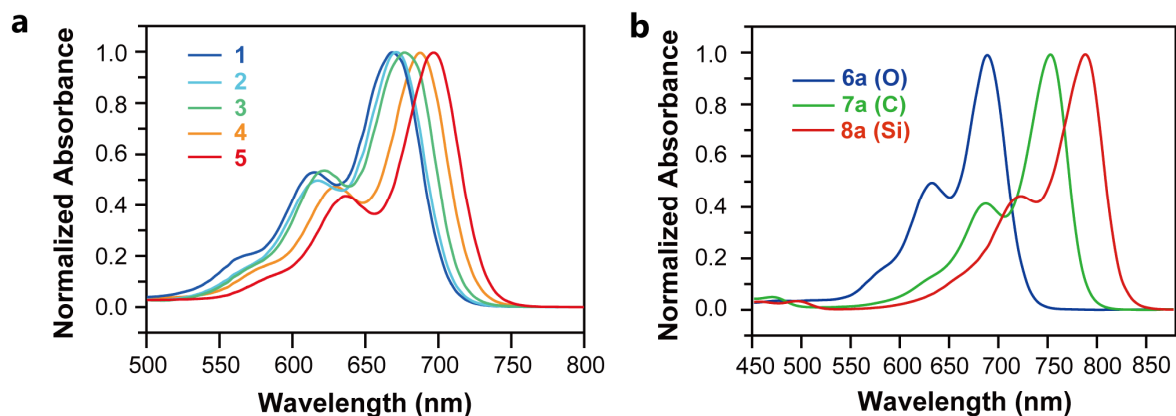 a
1.0
0.8
0.6
0.4
0.2
0.0
Normalized Absorbance
1
2
3
4
5
500 550 600 650 700 750 800
Wavelength (nm)
b
1.0
0.8
0.6
0.4
0.2
0.0
Normalized Absorbance
6a (O)
7a (C)
8a (Si)
450 500 550 600 650 700 750 800 850
Wavelength (nm)